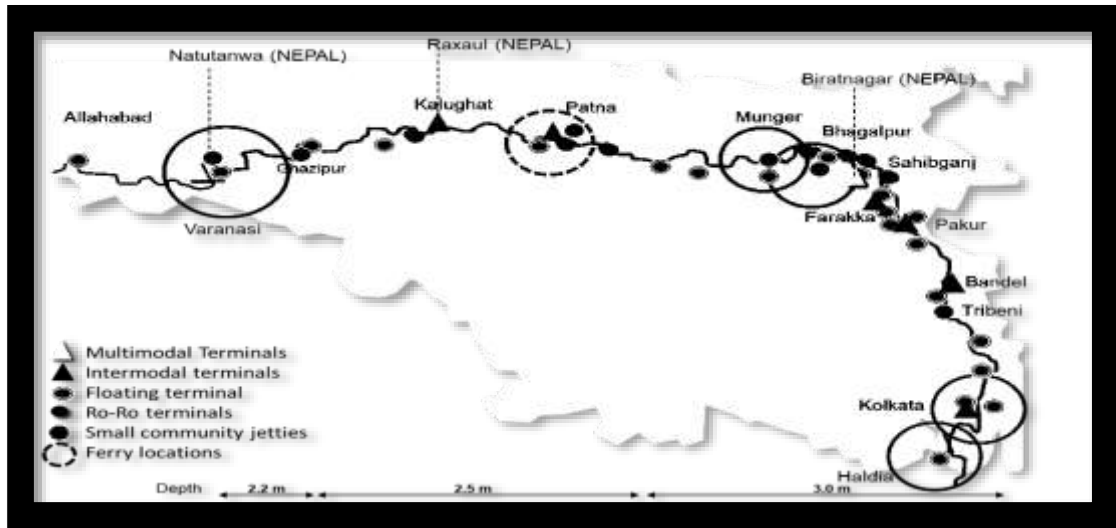 Raxaul (NEPAL)
Natutanwa (NEPAL)
Biratnagar (NEPAL)
Kalughat
Patna
Allahabad
Munger
Bhagalpur
Ghazipur
Sahibganj
Farakka
Pakur
Varanasi
Bandel
Tribeni
Multimodal Terminals
Intermodal terminals
Floating terminal
Ro-Ro terminals
Small community jetties
Ferry locations
Kolkata
Haldia
Depth 2.2 m 2.5 m 3.0 m